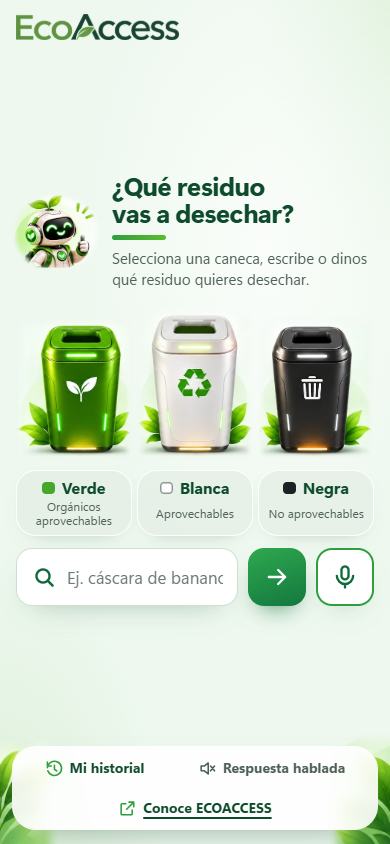 EcoAccess
¿Qué residuo
vas a desechar?
Selecciona una caneca, escribe o dinos
qué residuo quieres desechar.
Verde
Orgánicos
aprovechables
Blanca
Aprovechables
Negra
No aprovechables
Ej. cáscara de banano
Mi historial
Respuesta hablada
Conoce ECOACCESS